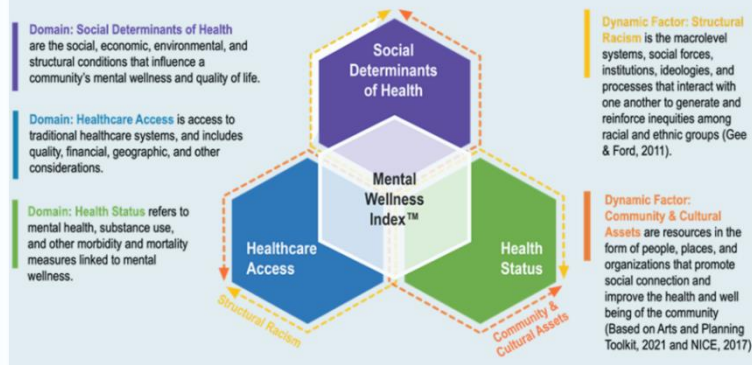 Domain: Social Determinants of Health
are the social, economic, environmental, and
structural conditions that influence a
community's mental wellness and quality of life.
Domain: Healthcare Access is access to
traditional healthcare systems, and includes
quality, financial, geographic, and other
considerations.
Domain: Health Status refers to
mental health, substance use,
and other morbidity and mortality
measures linked to mental
wellness.
Social
Determinants
of Health
Mental
Wellness
Index™
Healthcare
Access
Health
Status
Structural Racism
Community &
Cultural Assets
Dynamic Factor: Structural
Racism is the macrolevel
systems, social forces,
institutions, ideologies, and
processes that interact with
one another to generate and
reinforce inequities among
racial and ethnic groups (Gee
& Ford, 2011).
Dynamic Factor:
Community & Cultural
Assets are resources in the
form of people, places, and
organizations that promote
social connection and
improve the health and well
being of the community
(Based on Arts and Planning
Toolkit, 2021 and NICE, 2017)